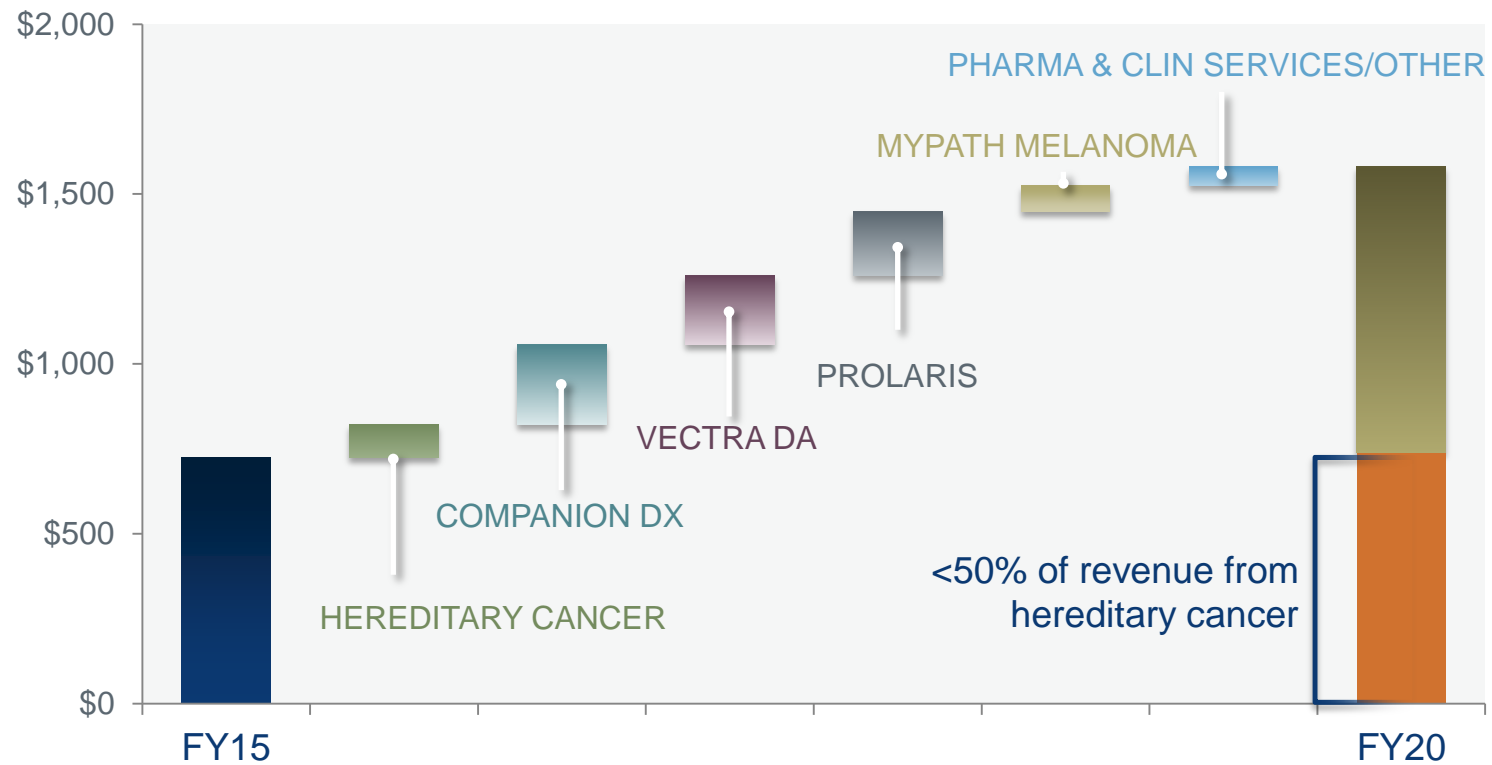 $2,000
PHARMA & CLIN SERVICES/OTHER
MYPATH MELANOMA
$1,500
$1,000
PROLARIS
VECTRA DA
COMPANION DX
$500
<50% of revenue from
hereditary cancer
HEREDITARY CANCER
$0
FY15
FY20